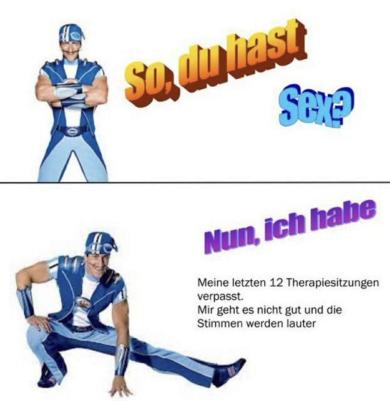 So, du hast
Sex?
Nun, ich habe
Meine letzten 12 Therapiesitzungen
verpasst.
Mir geht es nicht gut und die
Stimmen werden lauter